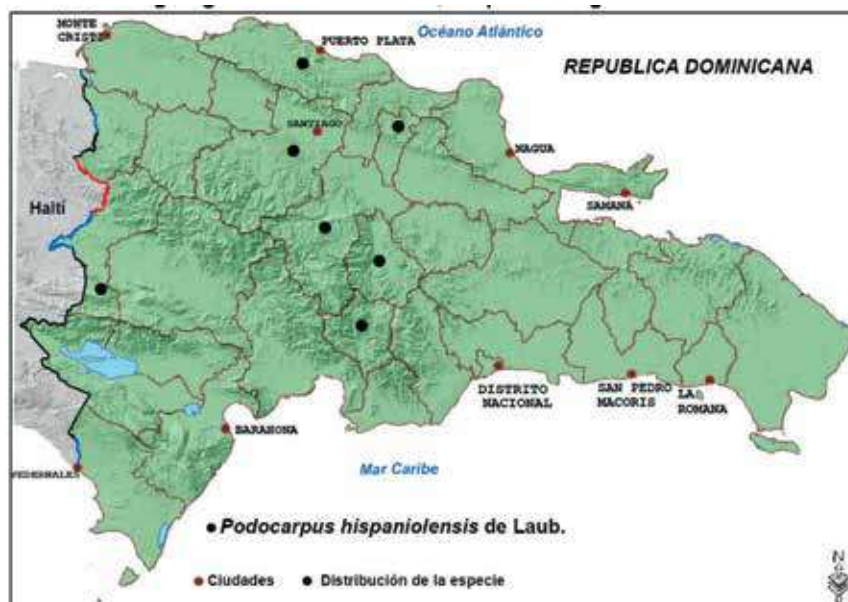 MONTE
CRISTI
PUERTO PLATA
Océano Atlántico
REPUBLICA DOMINICANA
SANTIAGO
NAGUA
SAMANÁ
Haití
DISTRITO
NACIONAL
SAN PEDRO
MACORIS
LA
ROMANA
BARAHONA
PEDERNALES
Mar Caribe
Podocarpus hispaniolensis de Laub.
Ciudades
Distribución de la especie
N